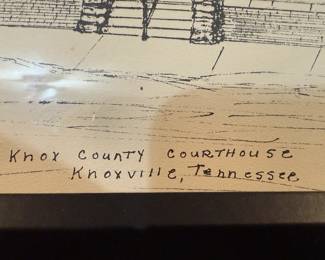 Knox County Courthouse
Knoxville, Tennessee